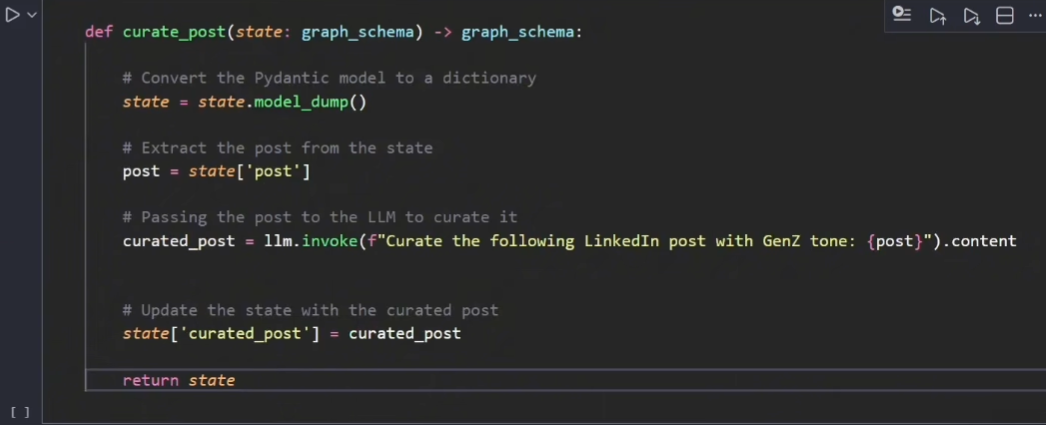 def curate_post(state: graph_schema) -> graph_schema:
# Convert the Pydantic model to a dictionary
state = state.model_dump()
# Extract the post from the state
post = state['post']
# Passing the post to the LLM to curate it
curated_post = llm.invoke(f"Curate the following LinkedIn post with GenZ tone: {post}").content
# Update the state with the curated post
state['curated_post'] = curated_post
return state
[ ]